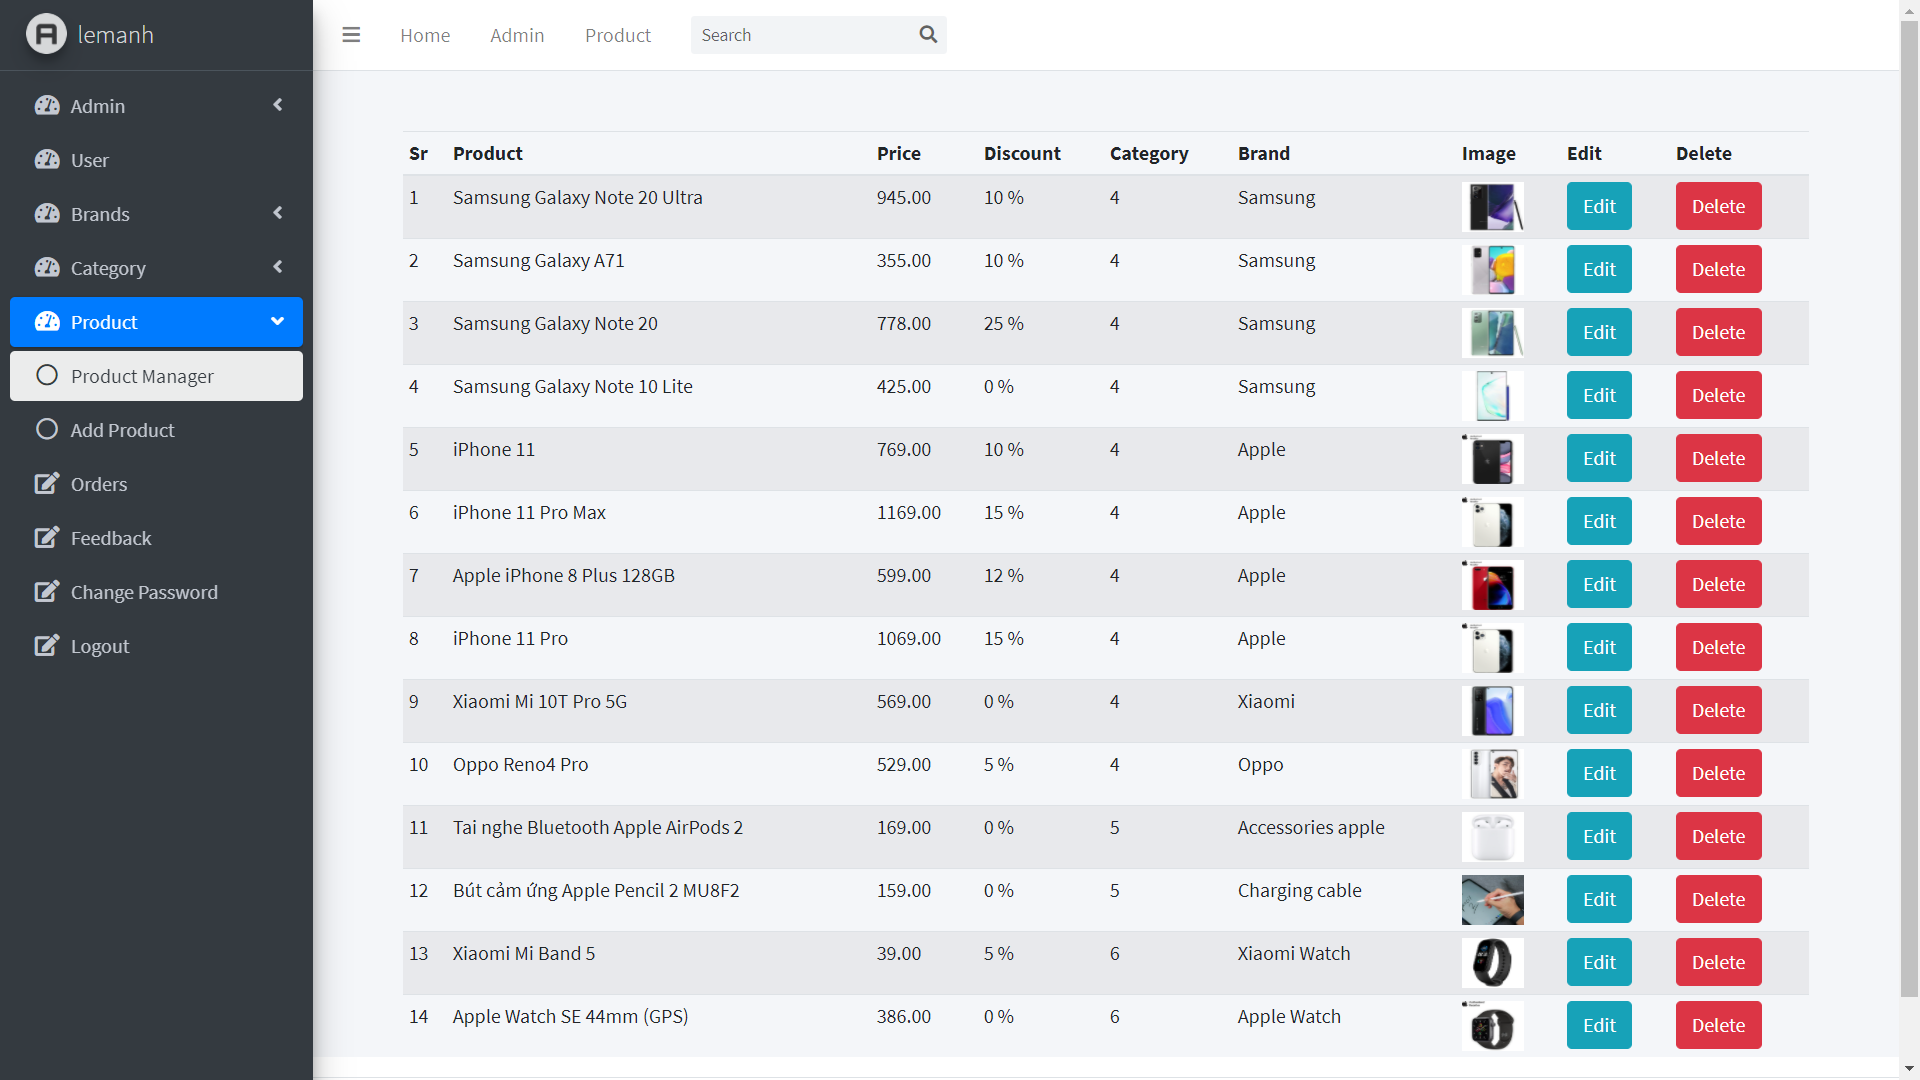 lemanh
Home Admin Product Search
Admin
User
Brands
Category
Product
Product Manager
Add Product
Orders
Feedback
Change Password
Logout
Sr Product Price Discount Category Brand Image Edit Delete
1 Samsung Galaxy Note 20 Ultra 945.00 10 % 4 Samsung Edit Delete
2 Samsung Galaxy A71 355.00 10 % 4 Samsung Edit Delete
3 Samsung Galaxy Note 20 778.00 25 % 4 Samsung Edit Delete
4 Samsung Galaxy Note 10 Lite 425.00 0 % 4 Samsung Edit Delete
5 iPhone 11 769.00 10 % 4 Apple Edit Delete
6 iPhone 11 Pro Max 1169.00 15 % 4 Apple Edit Delete
7 Apple iPhone 8 Plus 128GB 599.00 12 % 4 Apple Edit Delete
8 iPhone 11 Pro 1069.00 15 % 4 Apple Edit Delete
9 Xiaomi Mi 10T Pro 5G 569.00 0 % 4 Xiaomi Edit Delete
10 Oppo Reno4 Pro 529.00 5 % 4 Oppo Edit Delete
11 Tai nghe Bluetooth Apple AirPods 2 169.00 0 % 5 Accessories apple Edit Delete
12 Bút cảm ứng Apple Pencil 2 MU8F2 159.00 0 % 5 Charging cable Edit Delete
13 Xiaomi Mi Band 5 39.00 5 % 6 Xiaomi Watch Edit Delete
14 Apple Watch SE 44mm (GPS) 386.00 0 % 6 Apple Watch Edit Delete